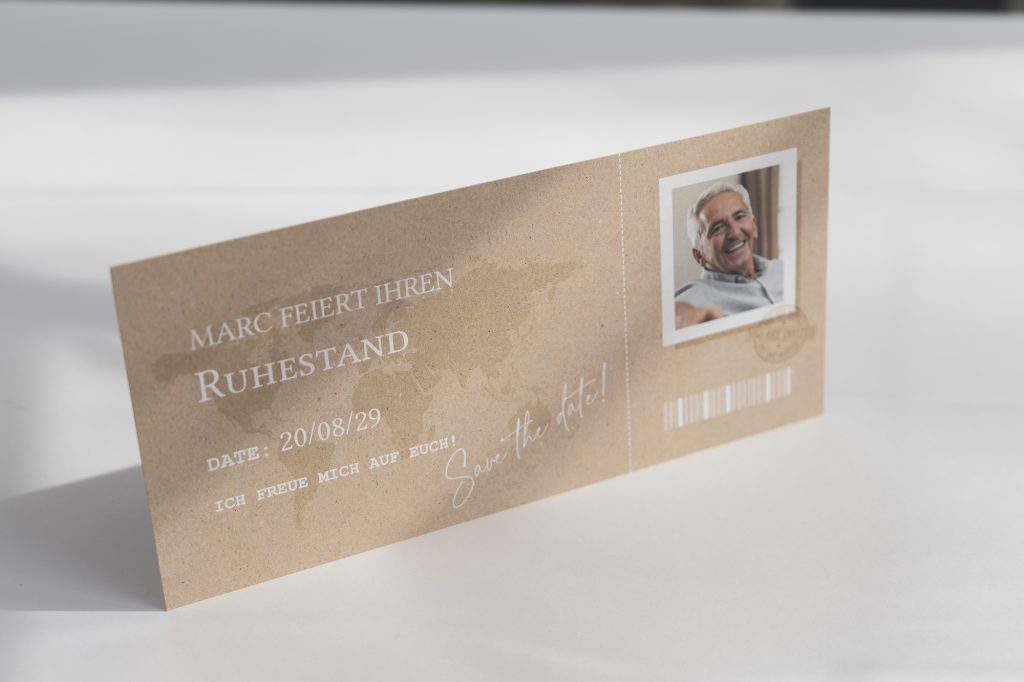 MARC FEIERT IHREN
RUHESTAND
DATE: 20/08/29
ICH FREUE MICH AUF EUCH!
Save the date!